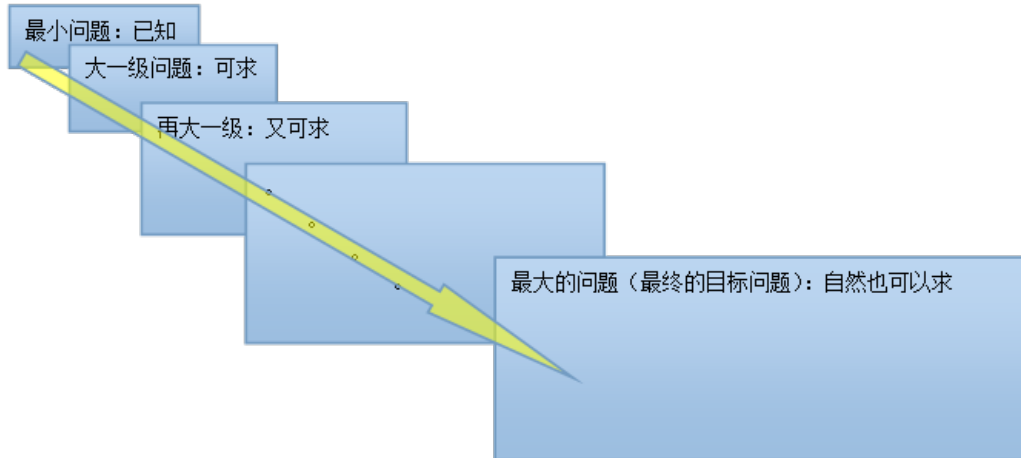 最小问题：已知
大一级问题：可求
再大一级：又可求
最大的问题（最终的目标问题）：自然也可以求